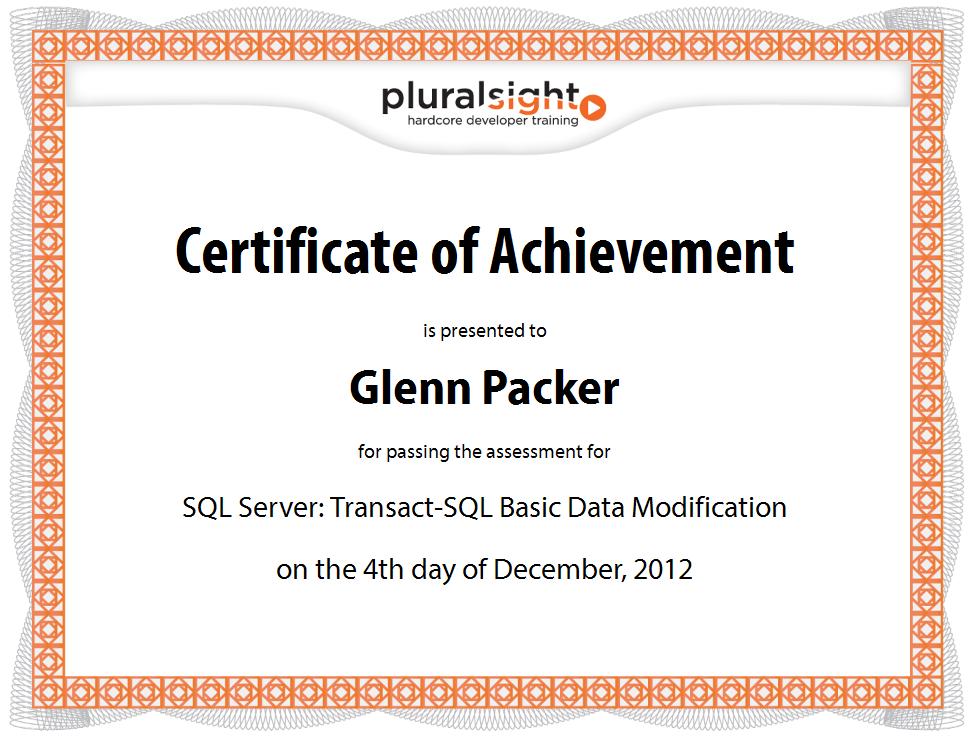 pluralsight
hardcore developer training
Certificate of Achievement
is presented to
Glenn Packer
for passing the assessment for
SQL Server: Transact-SQL Basic Data Modification
on the 4th day of December, 2012